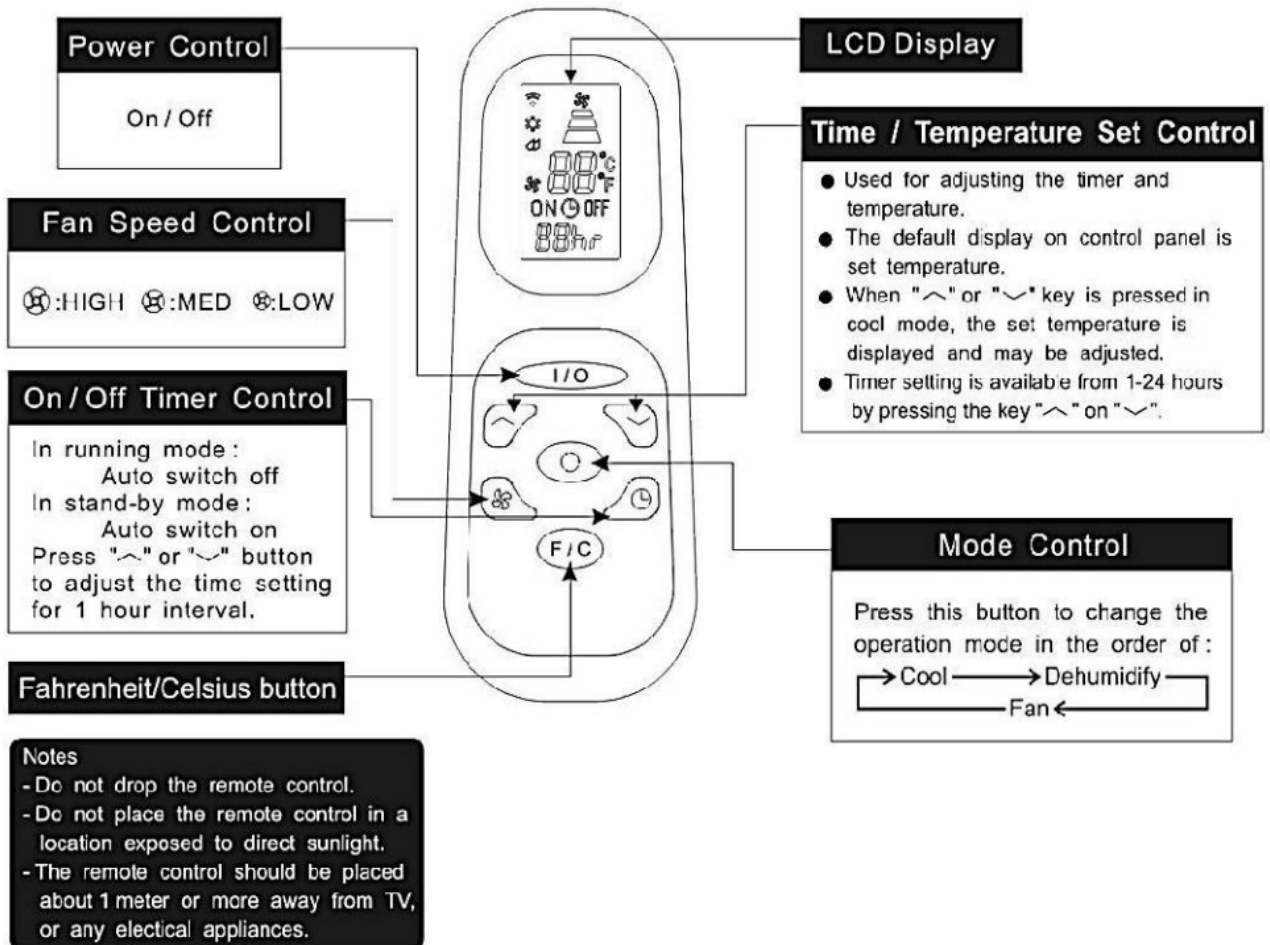 Power Control
On / Off
Fan Speed Control
:HIGH :MED :LOW
On / Off Timer Control
In running mode :
Auto switch off
In stand-by mode :
Auto switch on
Press "︿" or "﹀" button
to adjust the time setting
for 1 hour interval.
Fahrenheit/Celsius button
Notes
- Do not drop the remote control.
- Do not place the remote control in a
location exposed to direct sunlight.
- The remote control should be placed
about 1 meter or more away from TV,
or any electical appliances.
88°C
°F
ON OFF
88hr
I/O
F/C
LCD Display
Time / Temperature Set Control
● Used for adjusting the timer and
temperature.
● The default display on control panel is
set temperature.
● When "︿" or "﹀" key is pressed in
cool mode, the set temperature is
displayed and may be adjusted.
● Timer setting is available from 1-24 hours
by pressing the key "︿" on "﹀".
Mode Control
Press this button to change the
operation mode in the order of :
Cool → Dehumidify
Fan